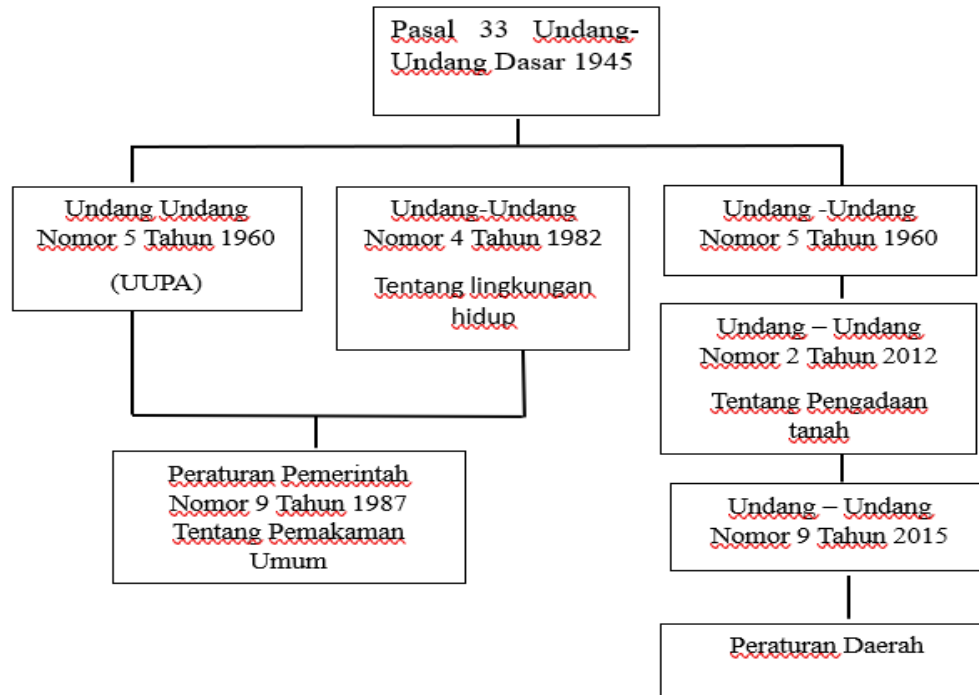 Pasal 33 Undang-
Undang Dasar 1945
Undang Undang
Nomor 5 Tahun 1960
(UUPA)
Undang-Undang
Nomor 4 Tahun 1982
Tentang lingkungan
hidup
Undang -Undang
Nomor 5 Tahun 1960
Undang – Undang
Nomor 2 Tahun 2012
Tentang Pengadaan
tanah
Peraturan Pemerintah
Nomor 9 Tahun 1987
Tentang Pemakaman
Umum
Undang – Undang
Nomor 9 Tahun 2015
Peraturan Daerah